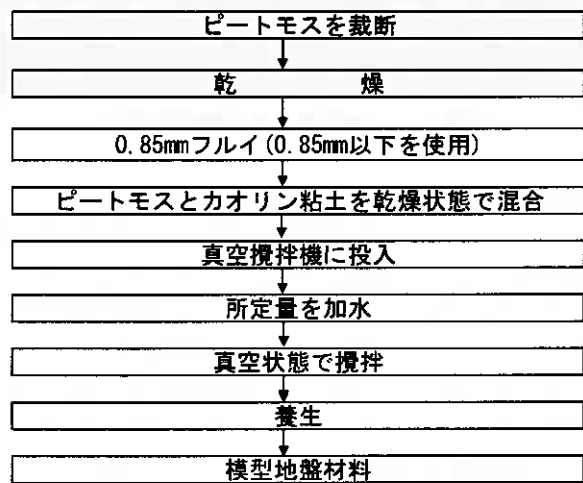 ピートモスを裁断
乾　　　　燥
0.85mmフルイ(0.85mm以下を使用)
ピートモスとカオリン粘土を乾燥状態で混合
真空攪拌機に投入
所定量を加水
真空状態で攪拌
養生
模型地盤材料